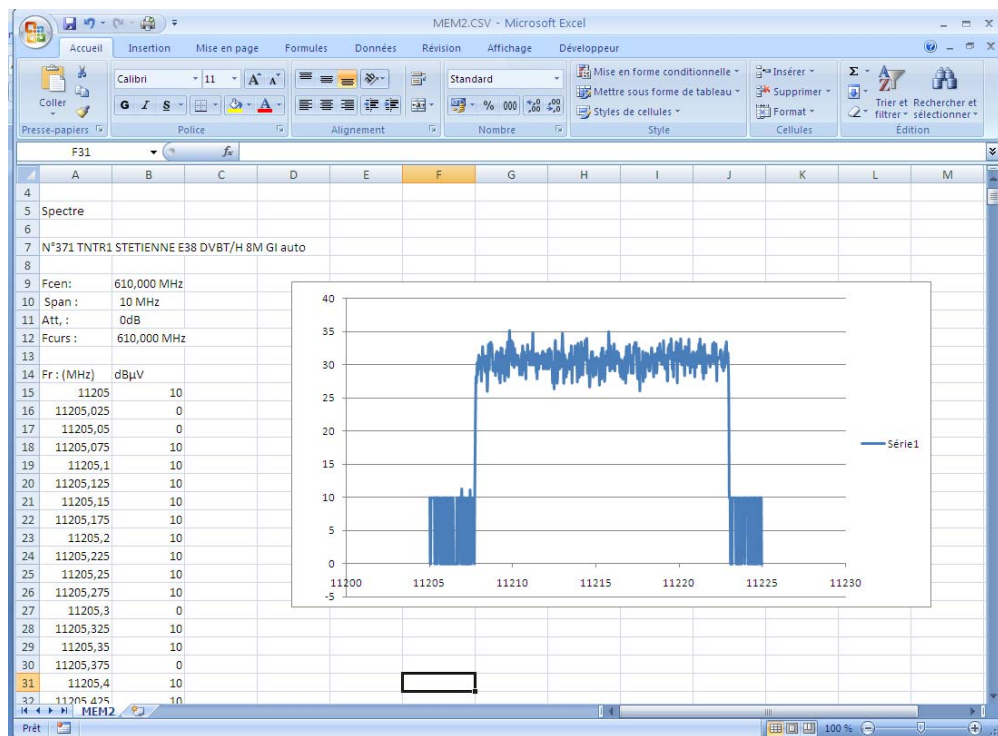 MEM2.CSV - Microsoft Excel
Accueil Insertion Mise en page Formules Données Révision Affichage Développeur
Coller
Calibri 11
G I S
Standard
% 000
Mise en forme conditionnelle
Mettre sous forme de tableau
Styles de cellules
Insérer
Supprimer
Format
Trier et filtrer
Rechercher et sélectionner
Presse-papiers Police Alignement Nombre Style Cellules Édition
F31 fx
A B C D E F G H I J K L M
4
5 Spectre
6
7 N°371 TNTR1 STETIENNE E38 DVBT/H 8M GI auto
8
9 Fcen: 610,000 MHz
10 Span : 10 MHz
11 Att, : 0dB
12 Fcurs : 610,000 MHz
13
14 Fr : (MHz) dBµV
15 11205 10
16 11205,025 0
17 11205,05 0
18 11205,075 10
19 11205,1 10
20 11205,125 10
21 11205,15 10
22 11205,175 10
23 11205,2 10
24 11205,225 10
25 11205,25 10
26 11205,275 10
27 11205,3 0
28 11205,325 10
29 11205,35 10
30 11205,375 0
31 11205,4 10
32 11205,425 10
40
35
30
25
20
15
10
5
0
-5
11200 11205 11210 11215 11220 11225 11230
Série1
MEM2
Prêt 100 %